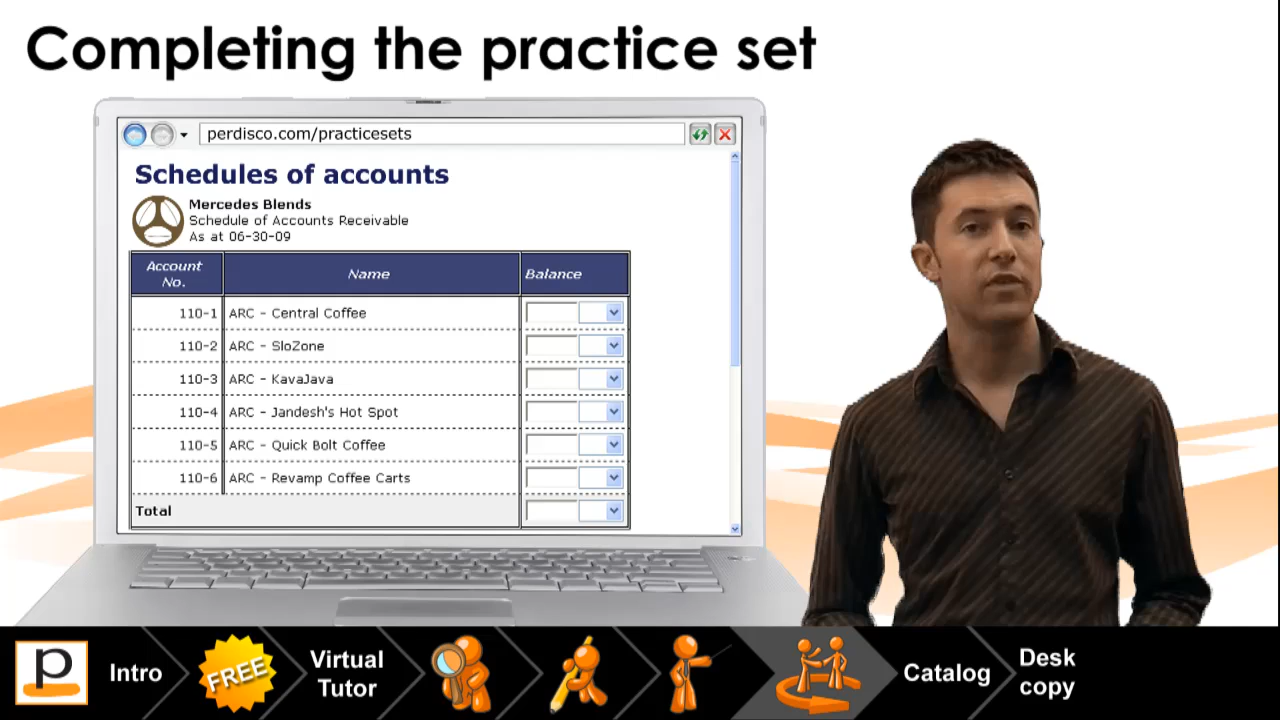 Completing the practice set
perdisco.com/practicesets
Schedules of accounts
Mercedes Blends
Schedule of Accounts Receivable
As at 06-30-09
Account No. Name Balance
110-1 ARC - Central Coffee
110-2 ARC - SloZone
110-3 ARC - KavaJava
110-4 ARC - Jandesh's Hot Spot
110-5 ARC - Quick Bolt Coffee
110-6 ARC - Revamp Coffee Carts
Total
p
Intro
FREE
Virtual
Tutor
Catalog
Desk
copy